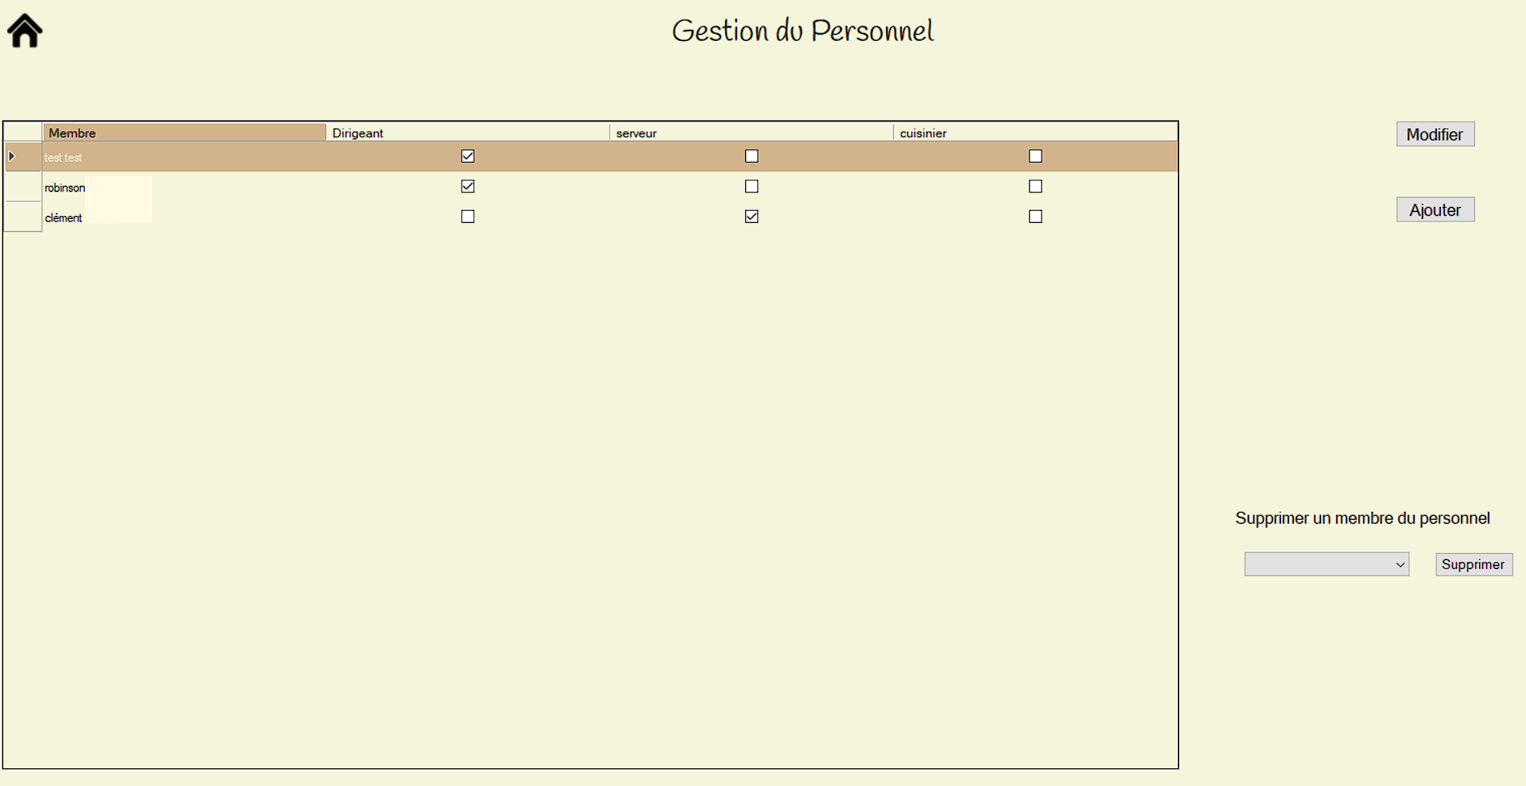 Gestion du Personnel
Membre Dirigeant serveur cuisinier
test test
robinson
clément
Modifier
Ajouter
Supprimer un membre du personnel
Supprimer